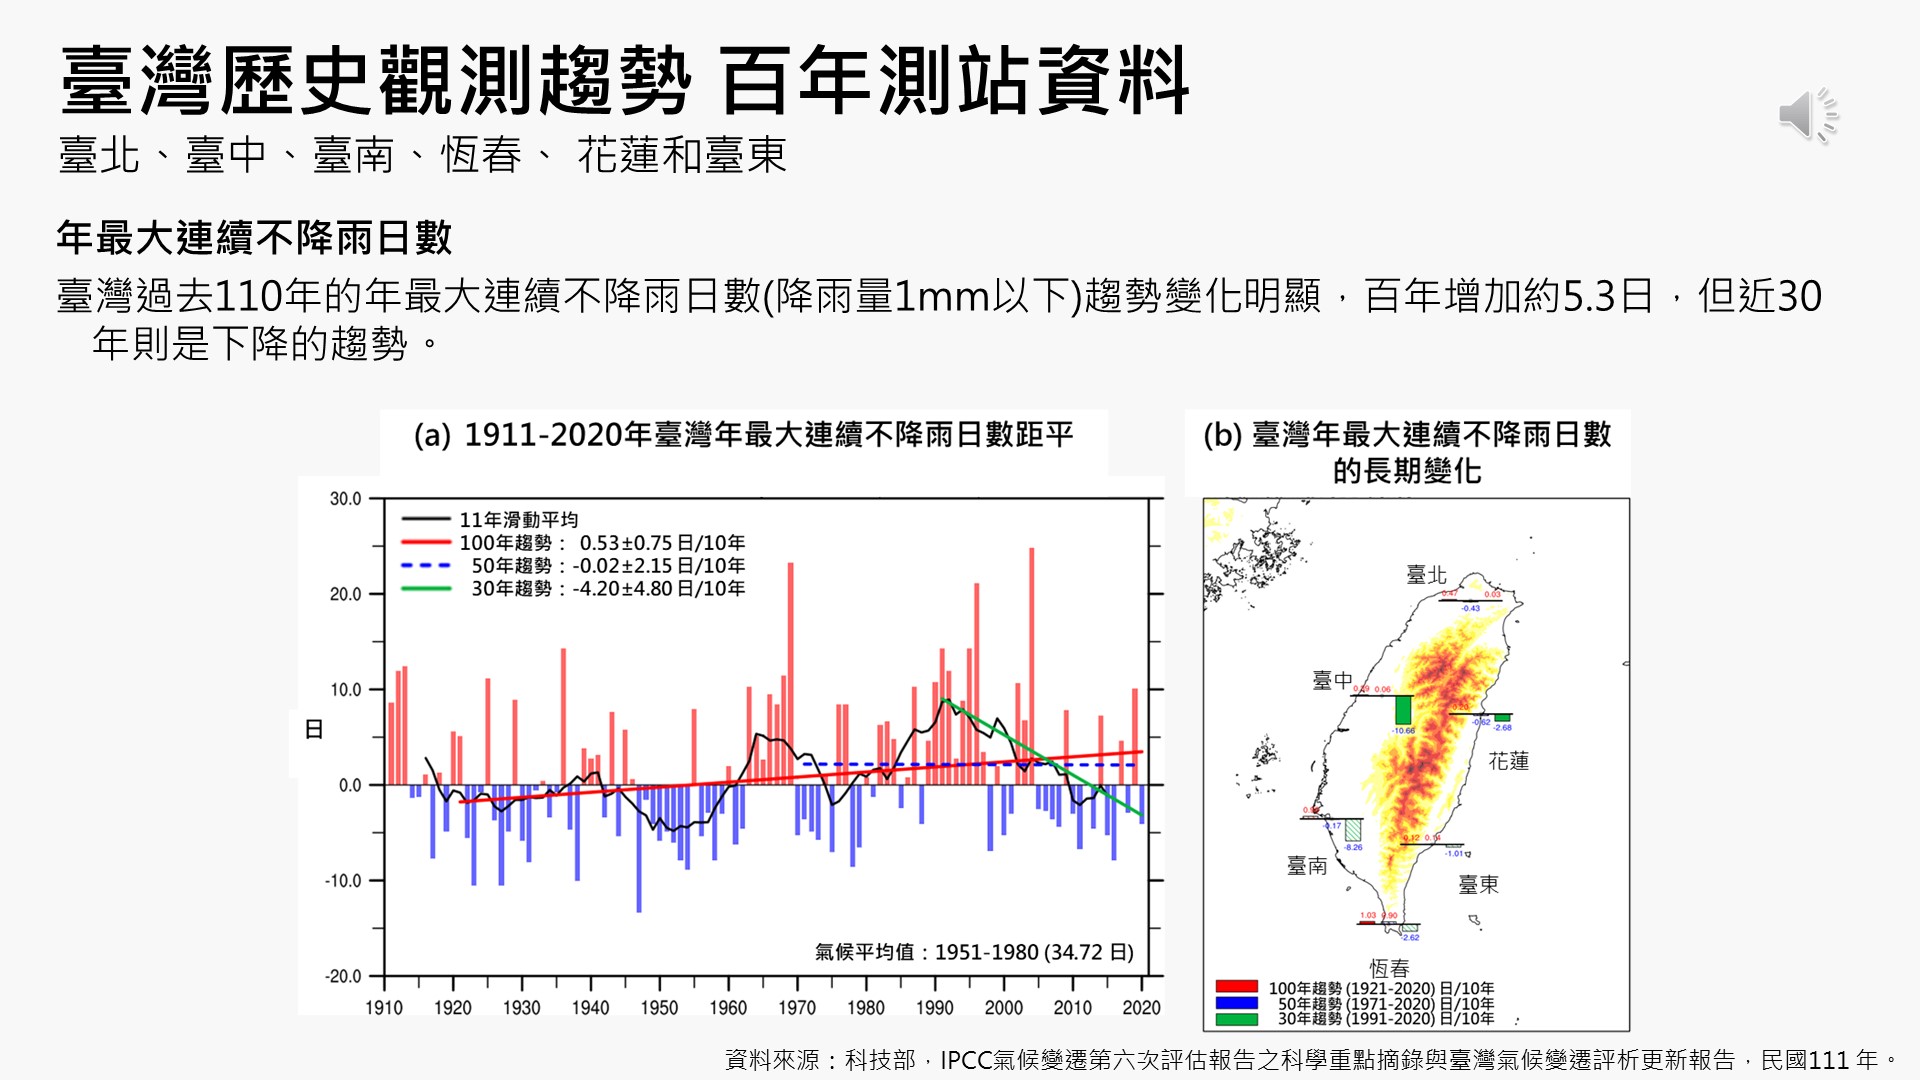 臺灣歷史觀測趨勢 百年測站資料
臺北、臺中、臺南、恆春、 花蓮和臺東
年最大連續不降雨日數
臺灣過去110年的年最大連續不降雨日數(降雨量1mm以下)趨勢變化明顯，百年增加約5.3日，但近30
年則是下降的趨勢。
(a) 1911-2020年臺灣年最大連續不降雨日數距平
30.0
20.0
10.0
0.0
-10.0
-20.0
日
11年滑動平均
100年趨勢： 0.53±0.75 日/10年
50年趨勢：-0.02±2.15 日/10年
30年趨勢：-4.20±4.80 日/10年
氣候平均值：1951-1980 (34.72 日)
1910 1920 1930 1940 1950 1960 1970 1980 1990 2000 2010 2020
(b) 臺灣年最大連續不降雨日數
的長期變化
臺北
0.47 0.03
-0.43
臺中
0.06
-10.66
0.20
-0.62 -2.68
花蓮
-0.17
-8.26
臺南
0.12 0.14
-1.01
臺東
1.03 0.90
-2.62
恆春
100年趨勢 (1921-2020) 日/10年
50年趨勢 (1971-2020) 日/10年
30年趨勢 (1991-2020) 日/10年
資料來源：科技部，IPCC氣候變遷第六次評估報告之科學重點摘錄與臺灣氣候變遷評析更新報告，民國111 年。